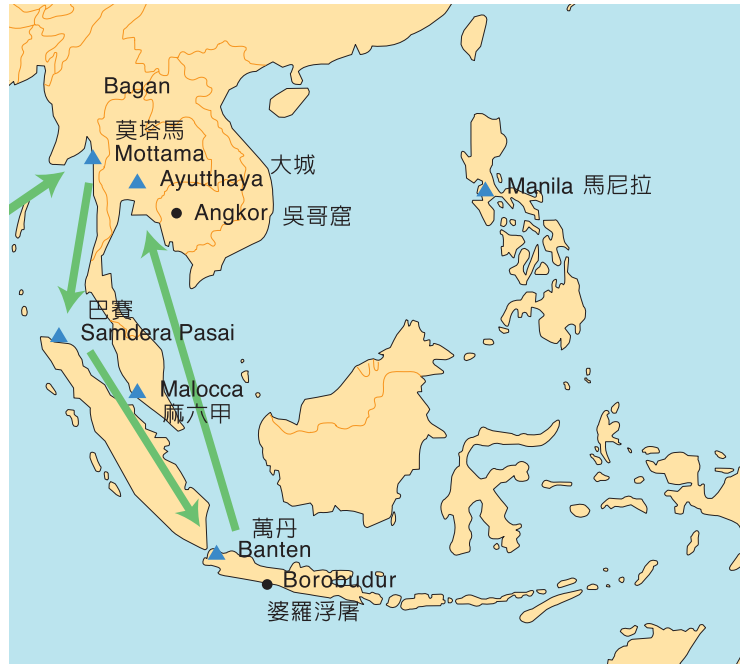 Bagan
莫塔馬
Mottama
大城
Ayutthaya
Manila 馬尼拉
Angkor 吳哥窟
巴賽
Samdera Pasai
Malocca
麻六甲
萬丹
Banten
Borobudur
婆羅浮屠